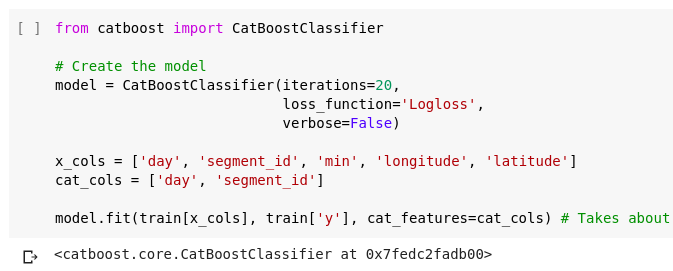 [ ] from catboost import CatBoostClassifier
# Create the model
model = CatBoostClassifier(iterations=20,
loss_function='Logloss',
verbose=False)
x_cols = ['day', 'segment_id', 'min', 'longitude', 'latitude']
cat_cols = ['day', 'segment_id']
model.fit(train[x_cols], train['y'], cat_features=cat_cols) # Takes about
<catboost.core.CatBoostClassifier at 0x7fedc2fadb00>